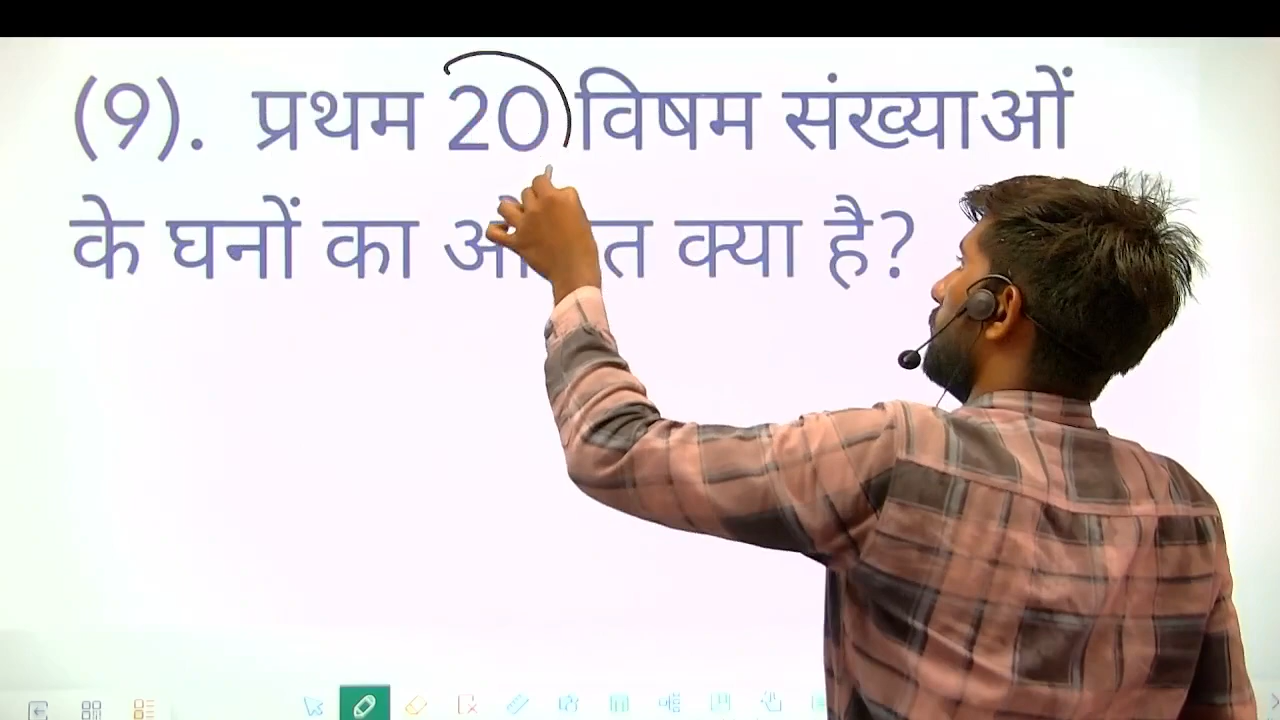 (9). प्रथम 20 विषम संख्याओं
के घनों का क्या है?